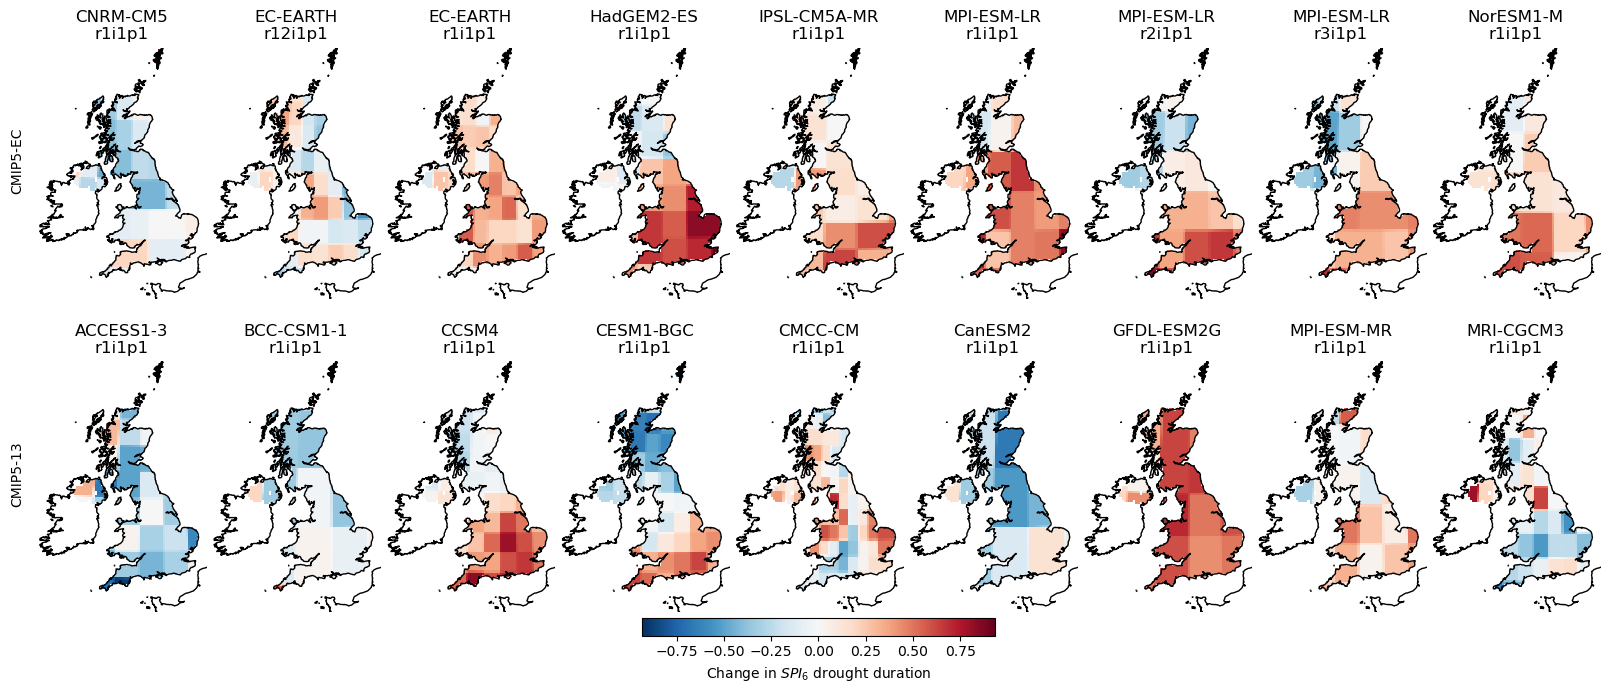 CNRM-CM5
r1i1p1
EC-EARTH
r12i1p1
EC-EARTH
r1i1p1
HadGEM2-ES
r1i1p1
IPSL-CM5A-MR
r1i1p1
MPI-ESM-LR
r1i1p1
MPI-ESM-LR
r2i1p1
MPI-ESM-LR
r3i1p1
NorESM1-M
r1i1p1
CMIP5-EC
ACCESS1-3
r1i1p1
BCC-CSM1-1
r1i1p1
CCSM4
r1i1p1
CESM1-BGC
r1i1p1
CMCC-CM
r1i1p1
CanESM2
r1i1p1
GFDL-ESM2G
r1i1p1
MPI-ESM-MR
r1i1p1
MRI-CGCM3
r1i1p1
CMIP5-13
−0.75 −0.50 −0.25 0.00 0.25 0.50 0.75
Change in SPI₆ drought duration